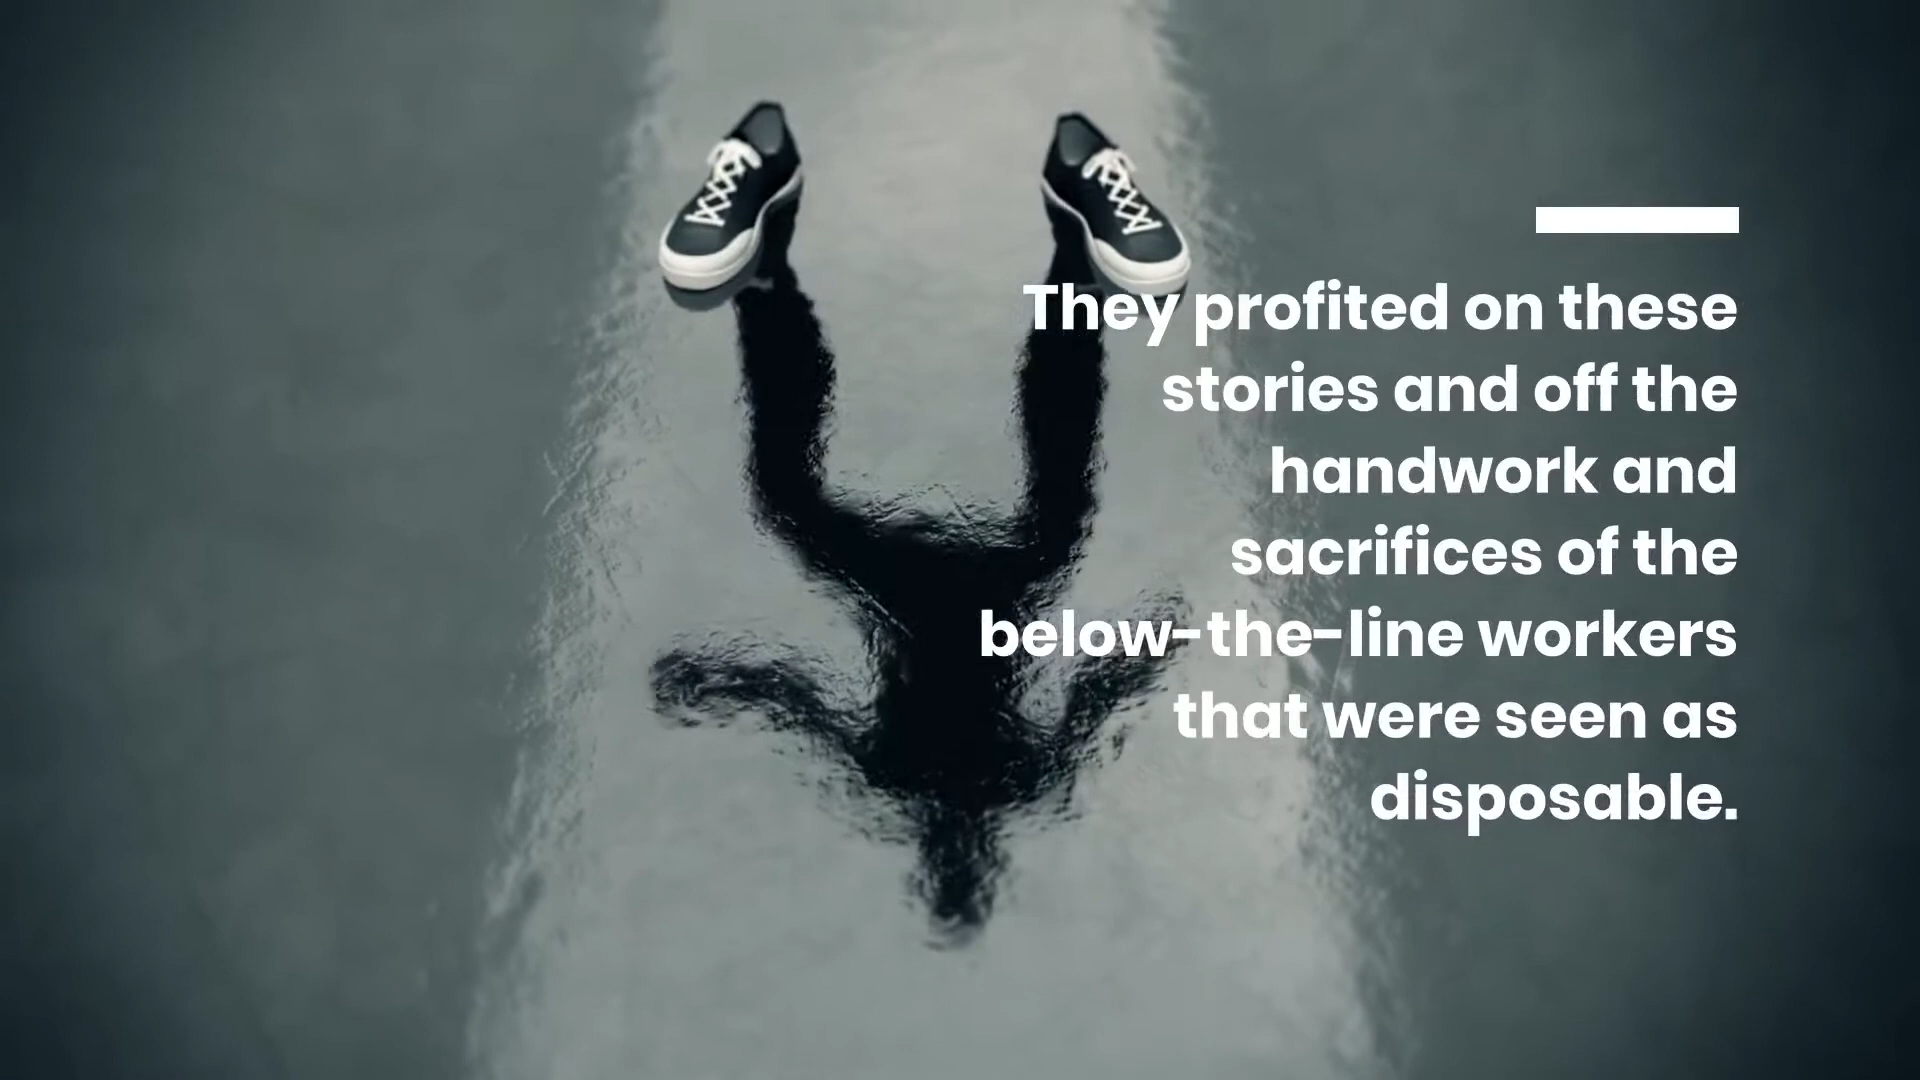 They profited on these
stories and off the
handwork and
sacrifices of the
below-the-line workers
that were seen as
disposable.